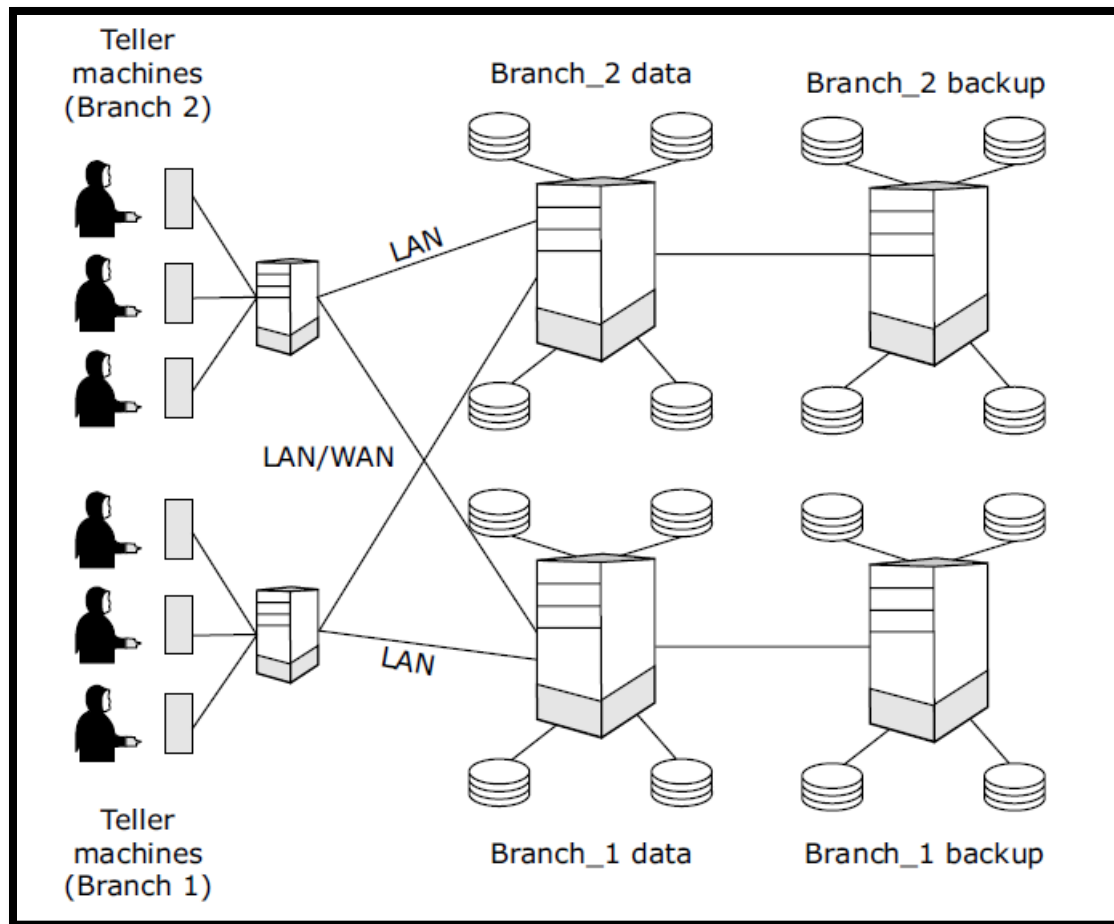 Teller
machines
(Branch 2)
Branch_2 data
Branch_2 backup
LAN
LAN/WAN
LAN
Teller
machines
(Branch 1)
Branch_1 data
Branch_1 backup